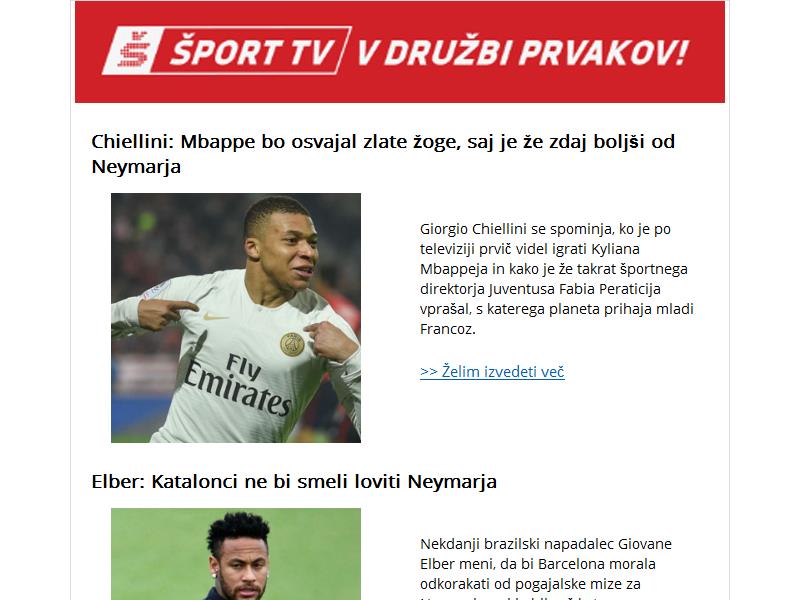 ŠPORT TV V DRUŽBI PRVAKOV!
Chiellini: Mbappe bo osvajal zlate žoge, saj je že zdaj boljši od
Neymarja
Giorgio Chiellini se spominja, ko je po
televiziji prvič videl igrati Kyliana
Mbappeja in kako je že takrat športnega
direktorja Juventusa Fabia Peraticija
vprašal, s katerega planeta prihaja mladi
Francoz.
Fly
Emirates
>> Želim izvedeti več
Elber: Katalonci ne bi smeli loviti Neymarja
Nekdanji brazilski napadalec Giovane
Elber meni, da bi Barcelona morala
odkorakati od pogajalske mize za